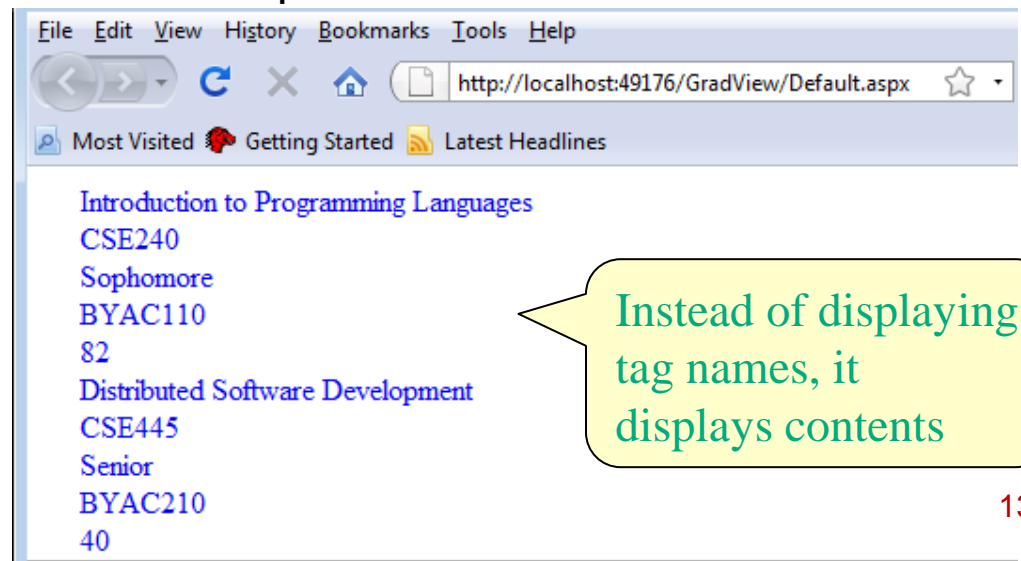 File Edit View History Bookmarks Tools Help
http://localhost:49176/GradView/Default.aspx
Most Visited Getting Started Latest Headlines
Introduction to Programming Languages
CSE240
Sophomore
BYAC110
82
Distributed Software Development
CSE445
Senior
BYAC210
40
Instead of displaying
tag names, it
displays contents